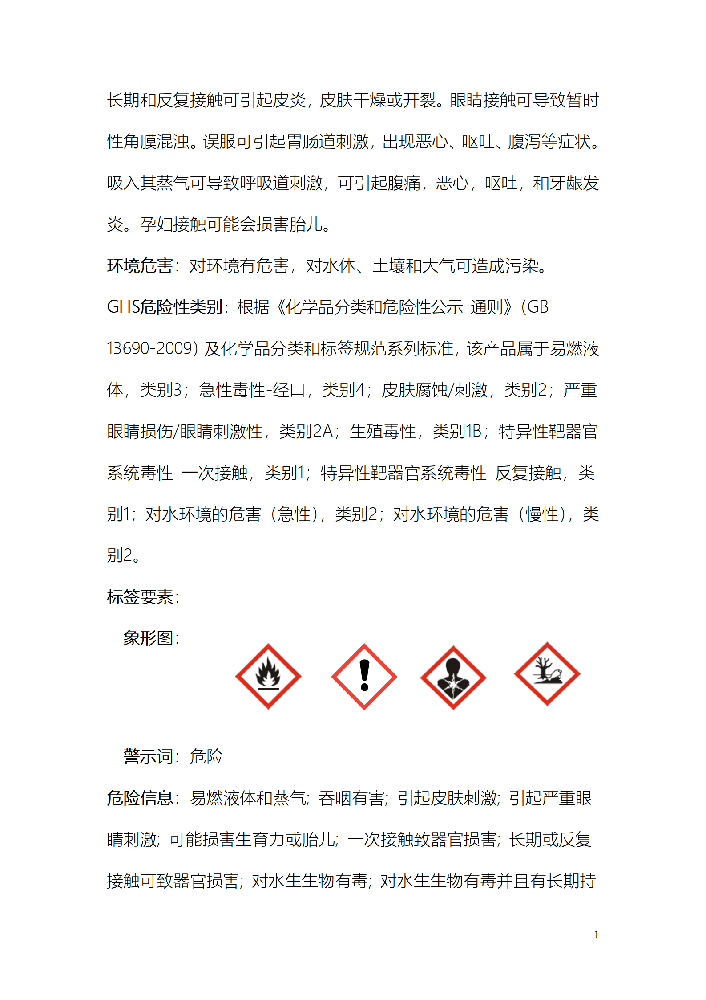 长期和反复接触可引起皮炎，皮肤干燥或开裂。眼睛接触可导致暂时
性角膜混浊。误服可引起胃肠道刺激，出现恶心、呕吐、腹泻等症状。
吸入其蒸气可导致呼吸道刺激，可引起腹痛，恶心，呕吐，和牙龈发
炎。孕妇接触可能会损害胎儿。
环境危害：对环境有危害，对水体、土壤和大气可造成污染。
GHS危险性类别：根据《化学品分类和危险性公示 通则》（GB
13690-2009）及化学品分类和标签规范系列标准，该产品属于易燃液
体，类别3；急性毒性-经口，类别4；皮肤腐蚀/刺激，类别2；严重
眼睛损伤/眼睛刺激性，类别2A；生殖毒性，类别1B；特异性靶器官
系统毒性 一次接触，类别1；特异性靶器官系统毒性 反复接触，类
别1；对水环境的危害（急性），类别2；对水环境的危害（慢性），类
别2。
标签要素：
象形图：
警示词：危险
危险信息：易燃液体和蒸气; 吞咽有害; 引起皮肤刺激; 引起严重眼
睛刺激; 可能损害生育力或胎儿; 一次接触致器官损害; 长期或反复
接触可致器官损害; 对水生生物有毒; 对水生生物有毒并且有长期持
1